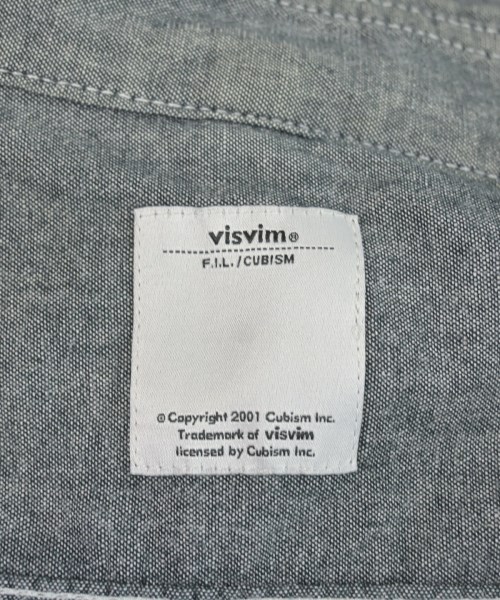 visvim®
F.I.L./CUBISM
© Copyright 2001 Cubism Inc.
Trademark of visvim
licensed by Cubism Inc.